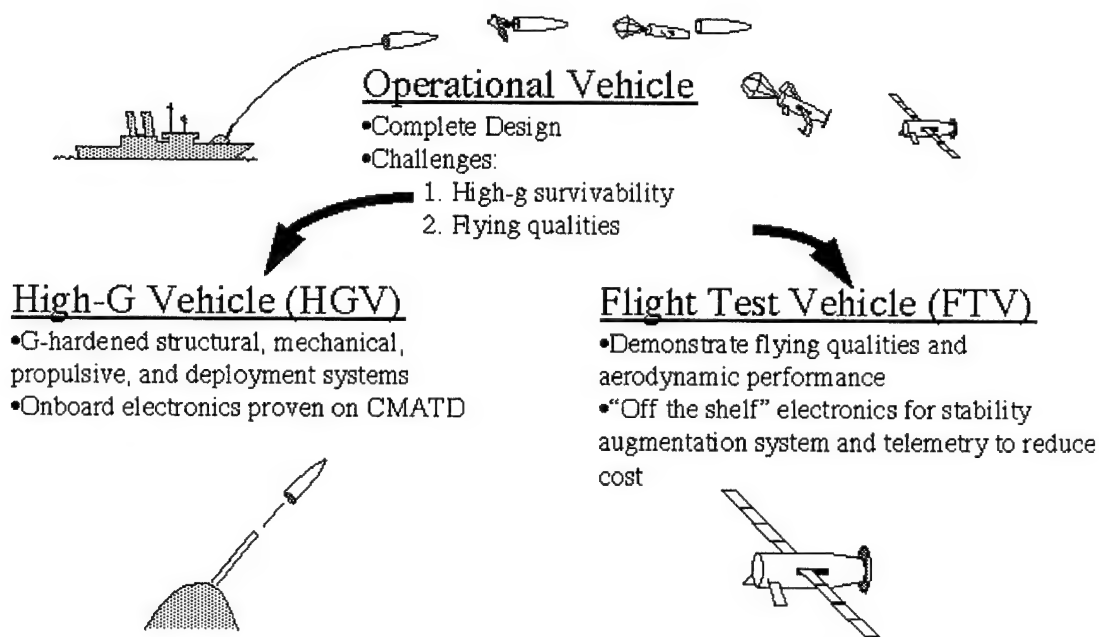 Operational Vehicle
•Complete Design
•Challenges:
1. High-g survivability
2. Flying qualities
High-G Vehicle (HGV)
•G-hardened structural, mechanical,
propulsive, and deployment systems
•Onboard electronics proven on CMATD
Flight Test Vehicle (FTV)
•Demonstrate flying qualities and
aerodynamic performance
•“Off the shelf” electronics for stability
augmentation system and telemetry to reduce
cost